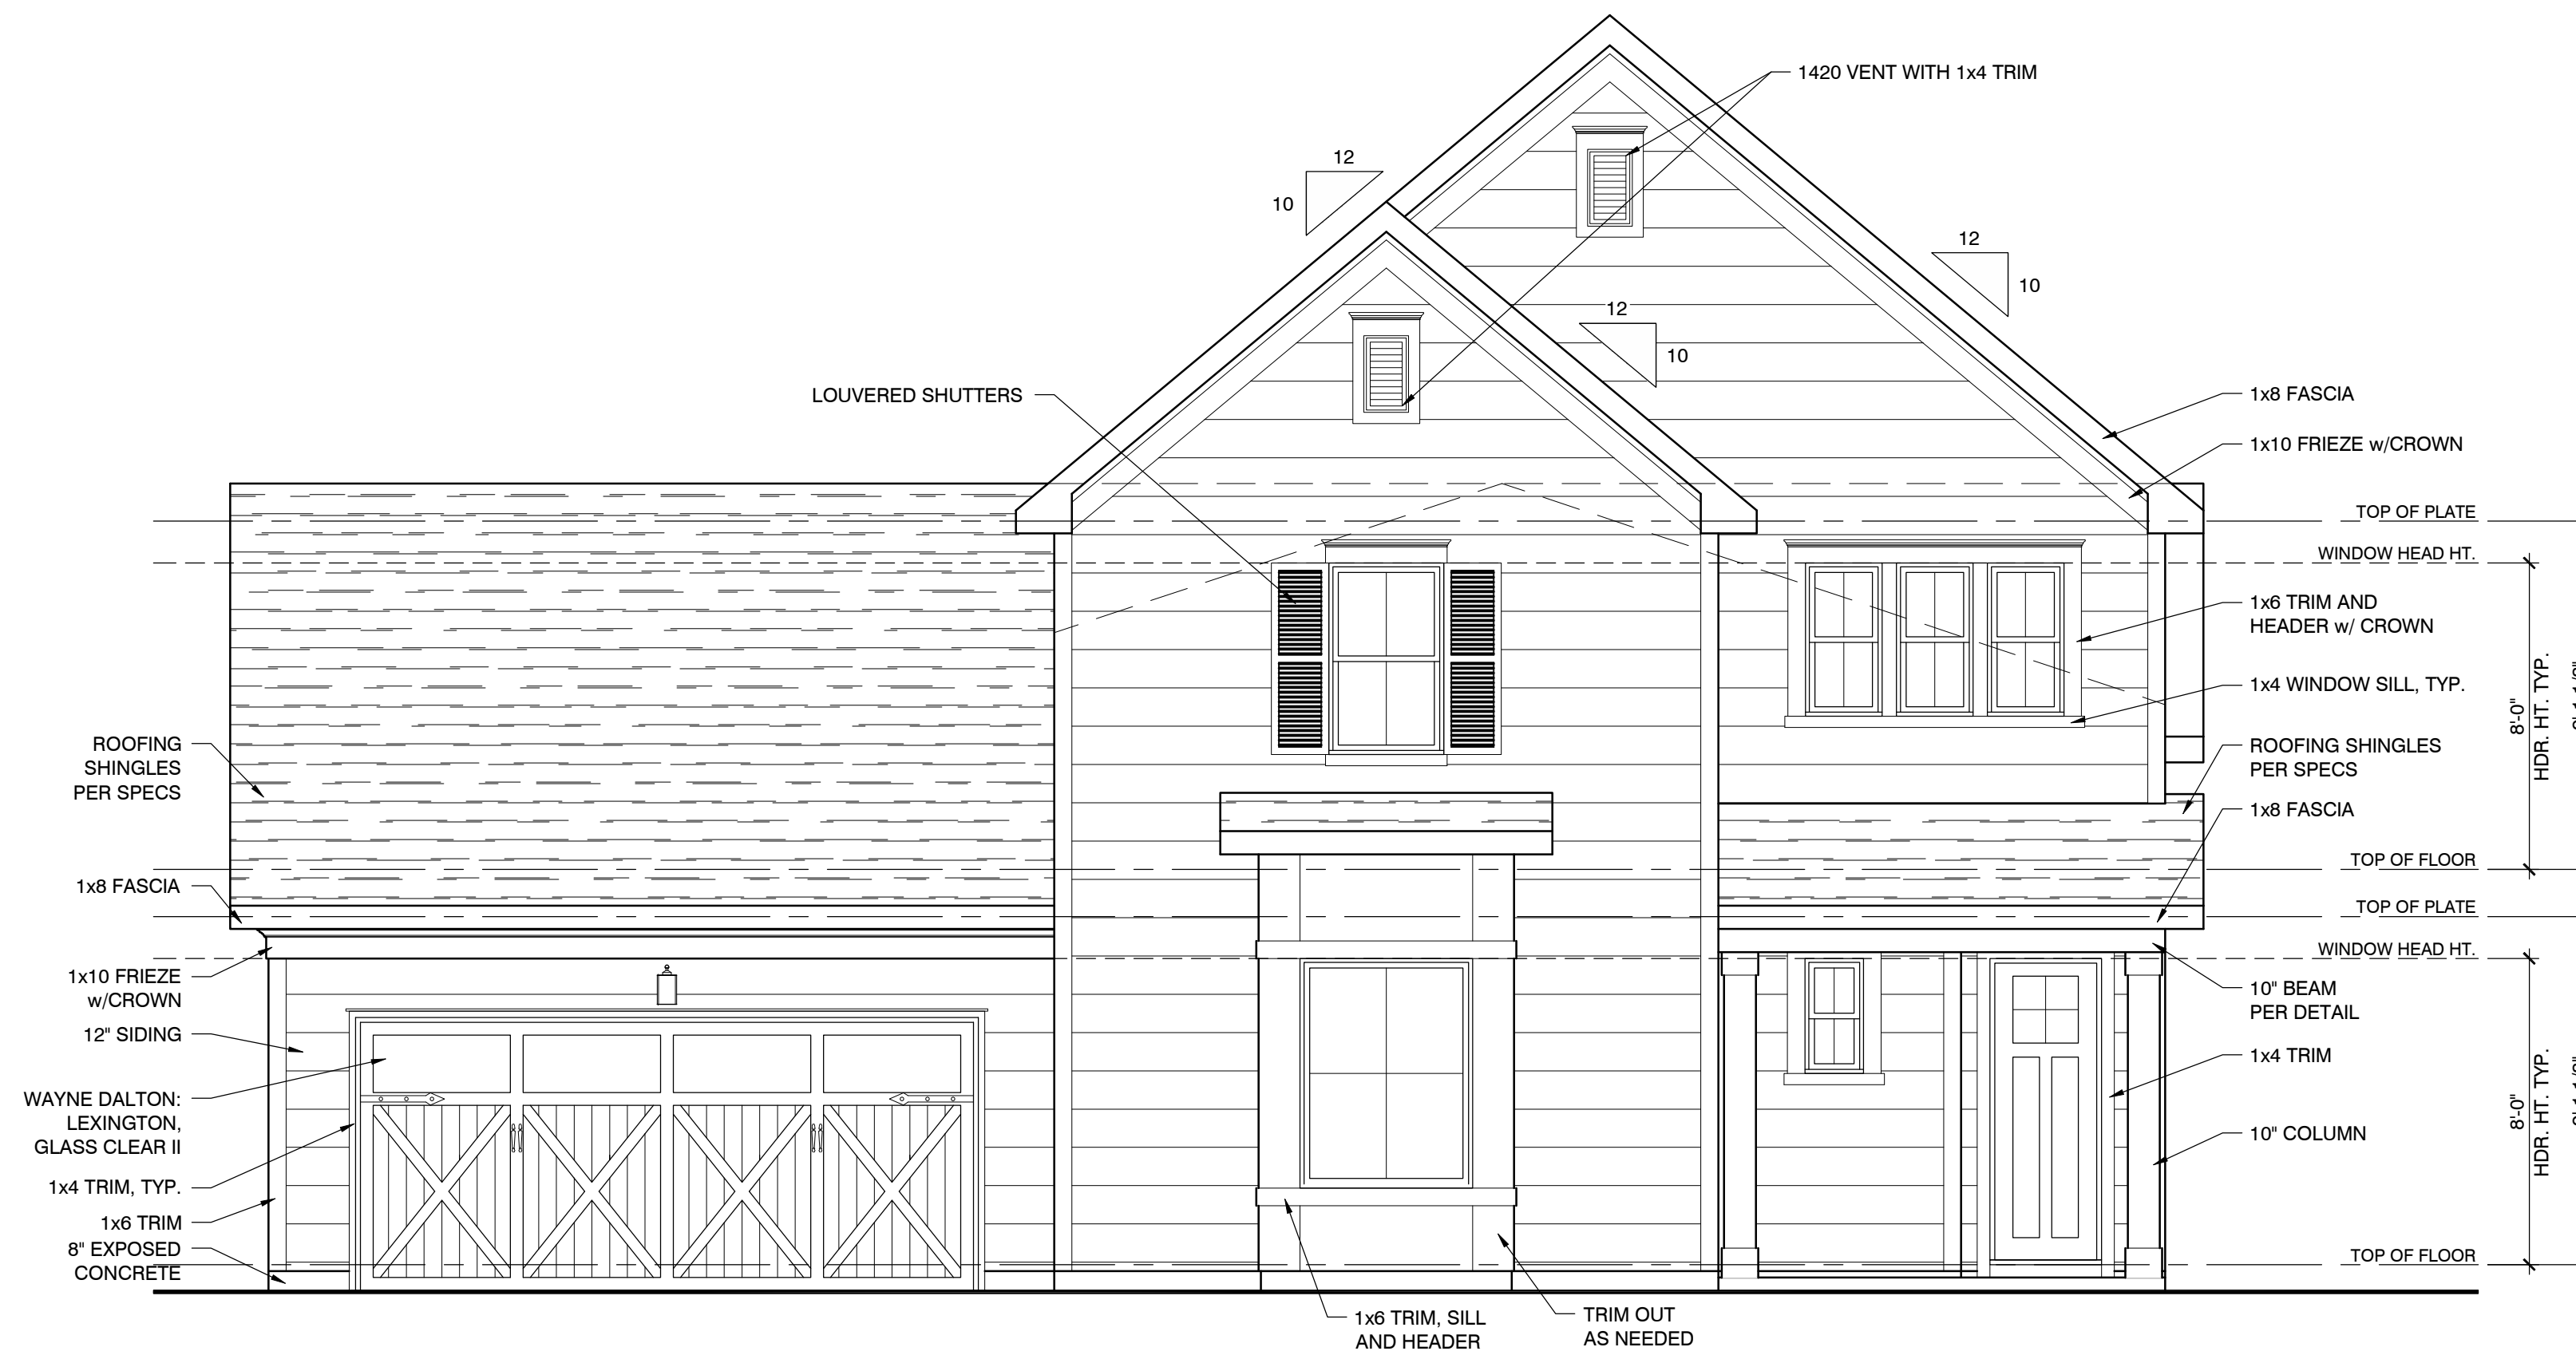 1420 VENT WITH 1x4 TRIM
12
10
12
10
12
10
LOUVERED SHUTTERS
1x8 FASCIA
1x10 FRIEZE w/CROWN
TOP OF PLATE
WINDOW HEAD HT.
1x6 TRIM AND
HEADER w/ CROWN
1x4 WINDOW SILL, TYP.
8'-0"
HDR. HT. TYP.
ROOFING SHINGLES
PER SPECS
1x8 FASCIA
TOP OF FLOOR
TOP OF PLATE
WINDOW HEAD HT.
10" BEAM
PER DETAIL
1x4 TRIM
10" COLUMN
8'-0"
HDR. HT. TYP.
TOP OF FLOOR
ROOFING
SHINGLES
PER SPECS
1x8 FASCIA
1x10 FRIEZE
w/CROWN
12" SIDING
WAYNE DALTON:
LEXINGTON,
GLASS CLEAR II
1x4 TRIM, TYP.
1x6 TRIM
8" EXPOSED
CONCRETE
1x6 TRIM, SILL
AND HEADER
TRIM OUT
AS NEEDED